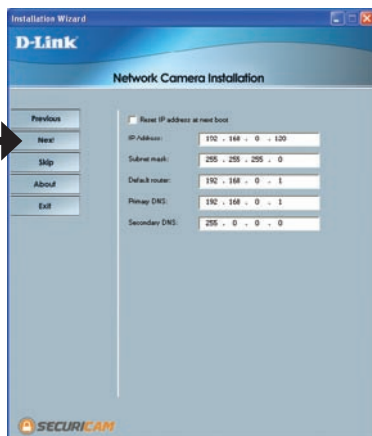 Installation Wizard
D-Link
Network Camera Installation
Previous
Next
Skip
About
Exit
Reset IP address at next boot
IP Address: 192 . 168 . 0 . 120
Subnet mask: 255 . 255 . 255 . 0
Default router: 192 . 168 . 0 . 1
Primary DNS: 192 . 168 . 0 . 1
Secondary DNS: 255 . 0 . 0 . 0
SECURICAM